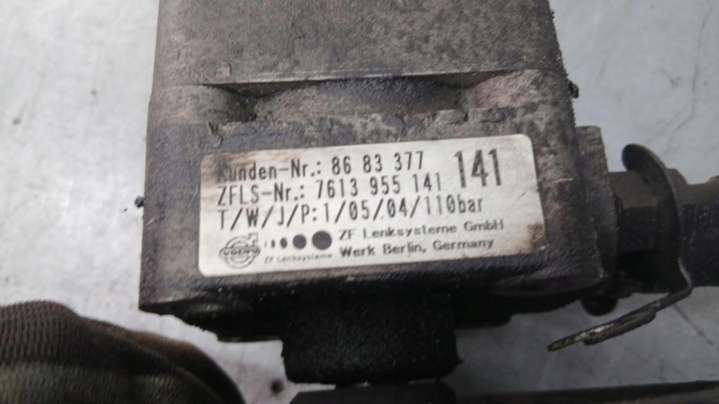 Kunden-Nr.: 86 83 377
ZFLS-Nr.: 7613 955 141 141
T/W/J/P:1/05/04/110bar
VOLVO
ZF Lenksysteme
ZF Lenksysteme GmbH
Werk Berlin, Germany